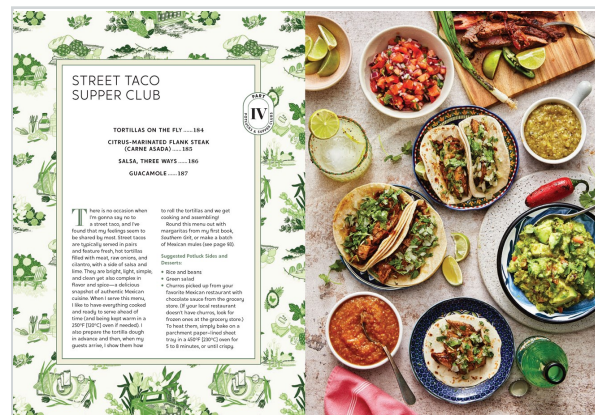 STREET TACO
SUPPER CLUB
PART
IV
POTLUCKS & SUPPER CLUBS
TORTILLAS ON THE FLY ..... 184
CITRUS-MARINATED FLANK STEAK
(CARNE ASADA) ..... 185
SALSA, THREE WAYS ..... 186
GUACAMOLE ..... 187
There is no occasion when
I'm gonna say no to
a street taco, and I've
found that my feelings seem to
be shared by most. Street tacos
are typically served in pairs
and feature fresh, hot tortillas
filled with meat, raw onions, and
cilantro, with a side of salsa and
lime. They are bright, light, simple,
and clean yet also complex in
flavor and spice—a delicious
snapshot of authentic Mexican
cuisine. When I serve this menu,
I like to have everything cooked
and ready to serve ahead of
time (and being kept warm in a
250°F [120°C] oven if needed). I
also prepare the tortilla dough
in advance and then, when my
guests arrive, I show them how
to roll the tortillas and we get
cooking and assembling!
Round this menu out with
margaritas from my first book,
Southern Grit, or make a batch
of Mexican mules (see page 93).
Suggested Potluck Sides and
Desserts:
• Rice and beans
• Green salad
• Churros picked up from your
favorite Mexican restaurant with
chocolate sauce from the grocery
store. (If your local restaurant
doesn't have churros, look for
frozen ones at the grocery store.)
To heat them, simply bake on a
parchment paper–lined sheet
tray in a 450°F [230°C] oven for
5 to 8 minutes, or until crispy.